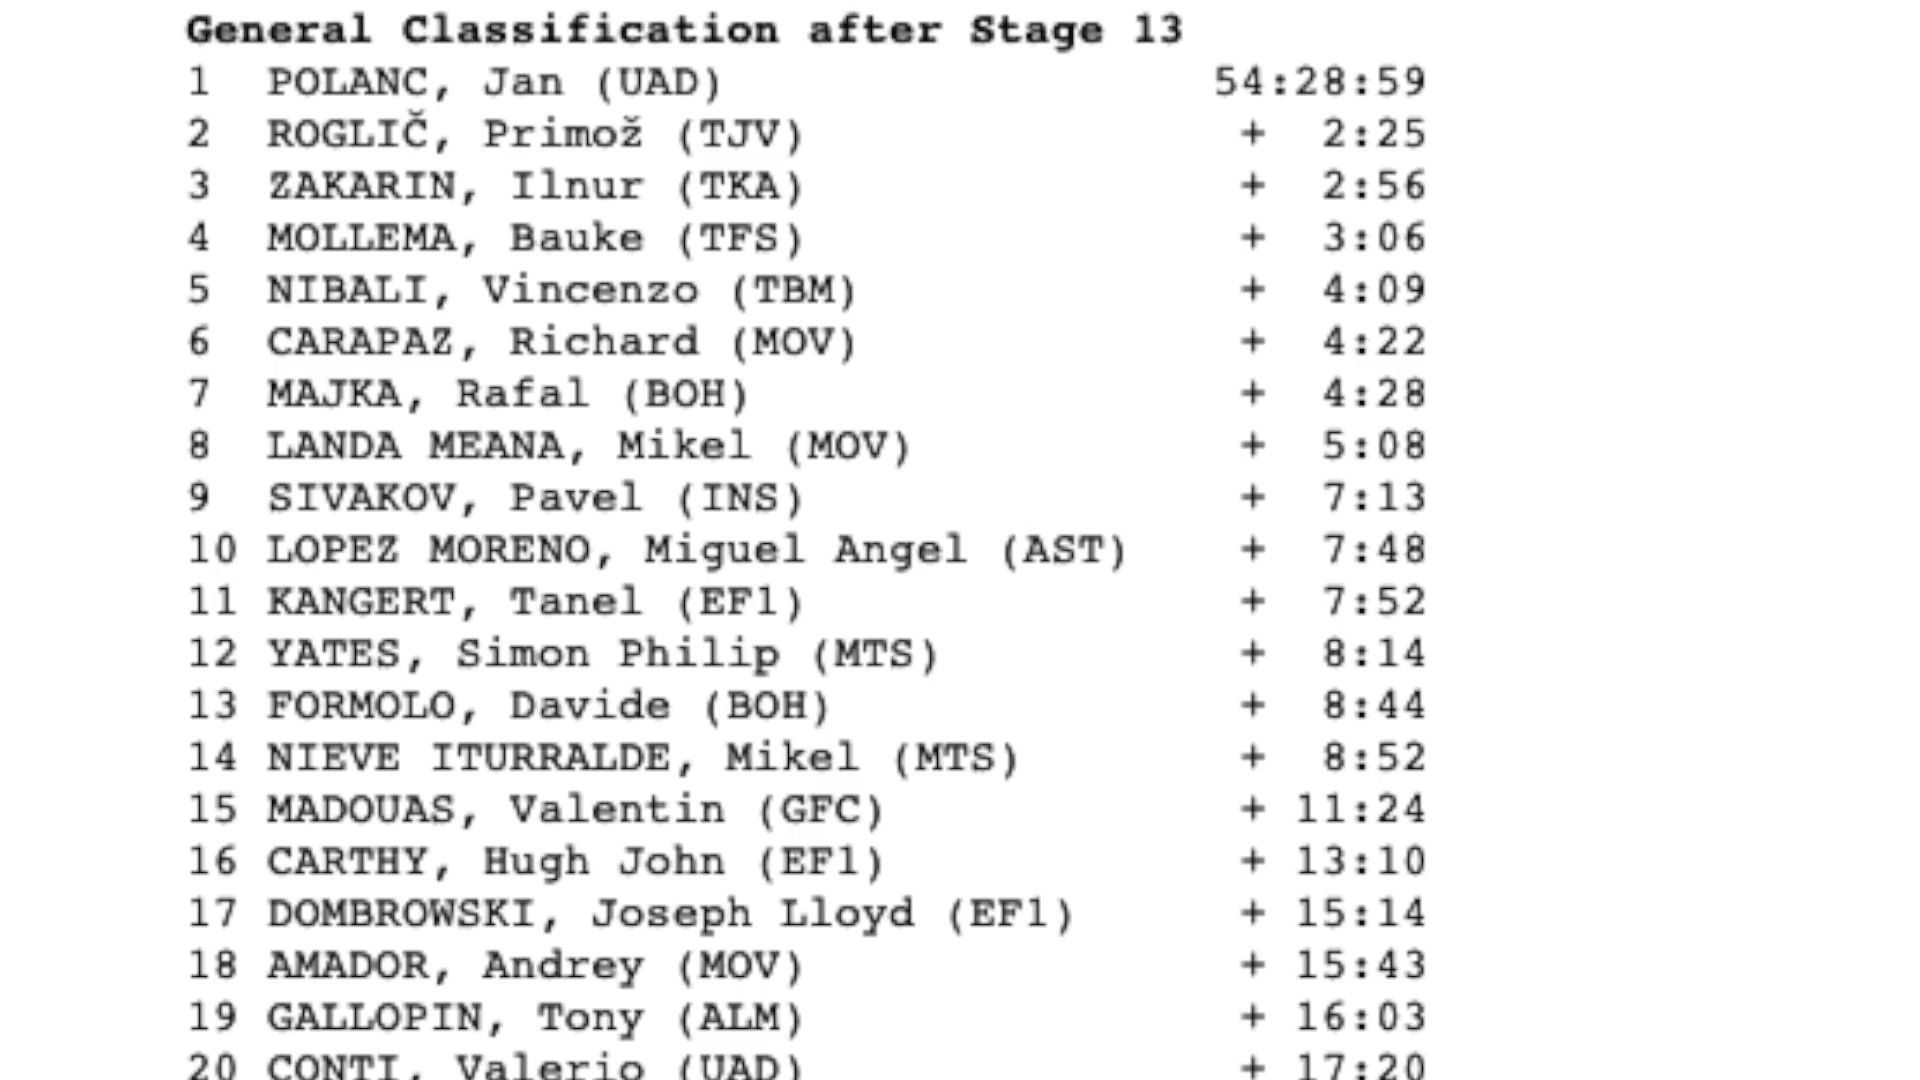 General Classification after Stage 13
1 POLANC, Jan (UAD) 54:28:59
2 ROGLIČ, Primož (TJV) + 2:25
3 ZAKARIN, Ilnur (TKA) + 2:56
4 MOLLEMA, Bauke (TFS) + 3:06
5 NIBALI, Vincenzo (TBM) + 4:09
6 CARAPAZ, Richard (MOV) + 4:22
7 MAJKA, Rafal (BOH) + 4:28
8 LANDA MEANA, Mikel (MOV) + 5:08
9 SIVAKOV, Pavel (INS) + 7:13
10 LOPEZ MORENO, Miguel Angel (AST) + 7:48
11 KANGERT, Tanel (EF1) + 7:52
12 YATES, Simon Philip (MTS) + 8:14
13 FORMOLO, Davide (BOH) + 8:44
14 NIEVE ITURRALDE, Mikel (MTS) + 8:52
15 MADOUAS, Valentin (GFC) + 11:24
16 CARTHY, Hugh John (EF1) + 13:10
17 DOMBROWSKI, Joseph Lloyd (EF1) + 15:14
18 AMADOR, Andrey (MOV) + 15:43
19 GALLOPIN, Tony (ALM) + 16:03
20 CONTI, Valerio (UAD) + 17:20